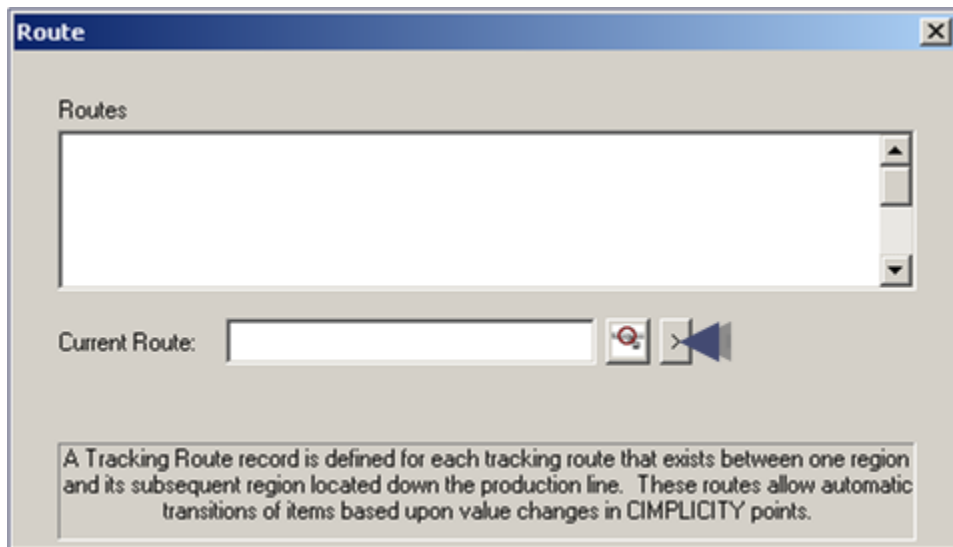 Route
Routes
Current Route:
>
A Tracking Route record is defined for each tracking route that exists between one region
and its subsequent region located down the production line.  These routes allow automatic
transitions of items based upon value changes in CIMPLICITY points.